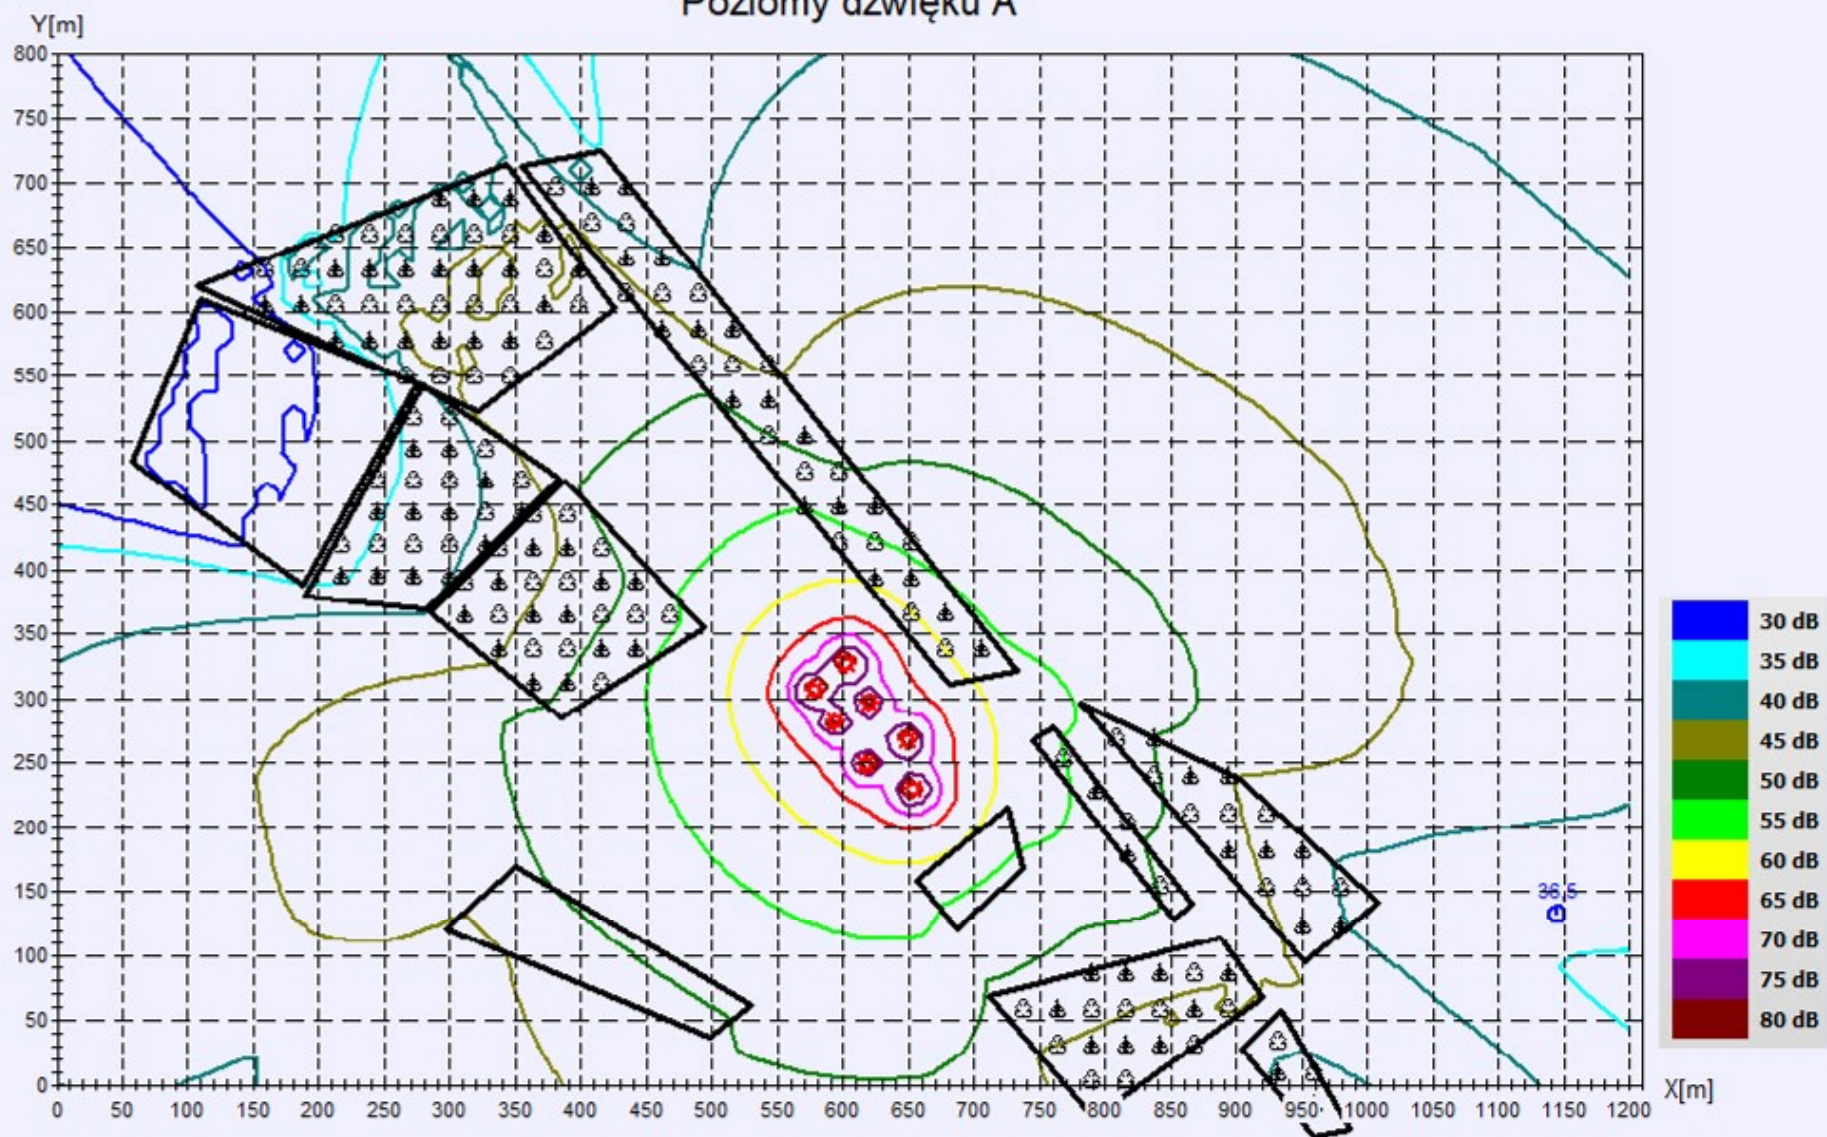 Poziomy dźwięku A
Y[m]
800
750
700
650
600
550
500
450
400
350
300
250
200
150
100
50
0
0 50 100 150 200 250 300 350 400 450 500 550 600 650 700 750 800 850 900 950 1000 1050 1100 1150 1200
X[m]
36,5
30 dB
35 dB
40 dB
45 dB
50 dB
55 dB
60 dB
65 dB
70 dB
75 dB
80 dB